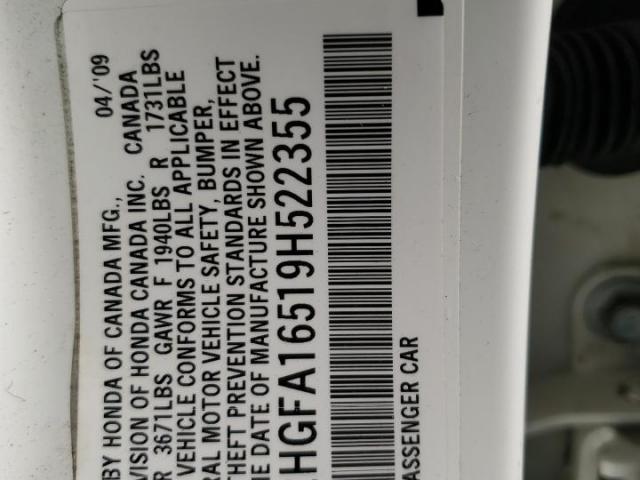 BY HONDA OF CANADA MFG., 04/'09
VISION OF HONDA CANADA INC. CANADA
3671LBS GAWR F 1940LBS R 1731LBS
VEHICLE CONFORMS TO ALL APPLICABLE
RAL MOTOR VEHICLE SAFETY, BUMPER,
THEFT PREVENTION STANDARDS IN EFFECT
HE DATE OF MANUFACTURE SHOWN ABOVE.
HGFA16519H522355
ASSENGER CAR